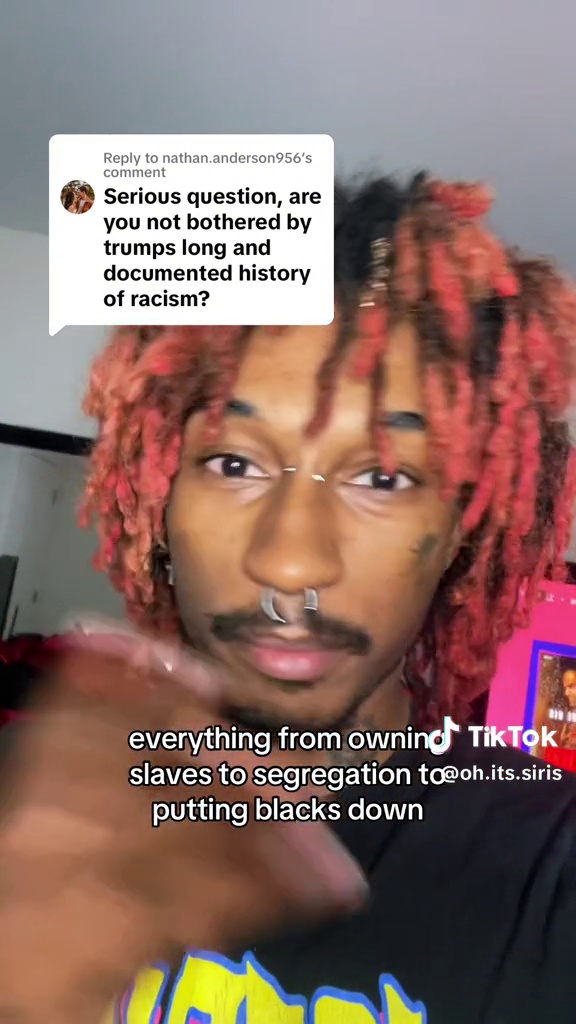 Reply to nathan.anderson956's
comment
Serious question, are
you not bothered by
trumps long and
documented history
of racism?
everything from owning
slaves to segregation to
putting blacks down
TikTok
@oh.its.siris